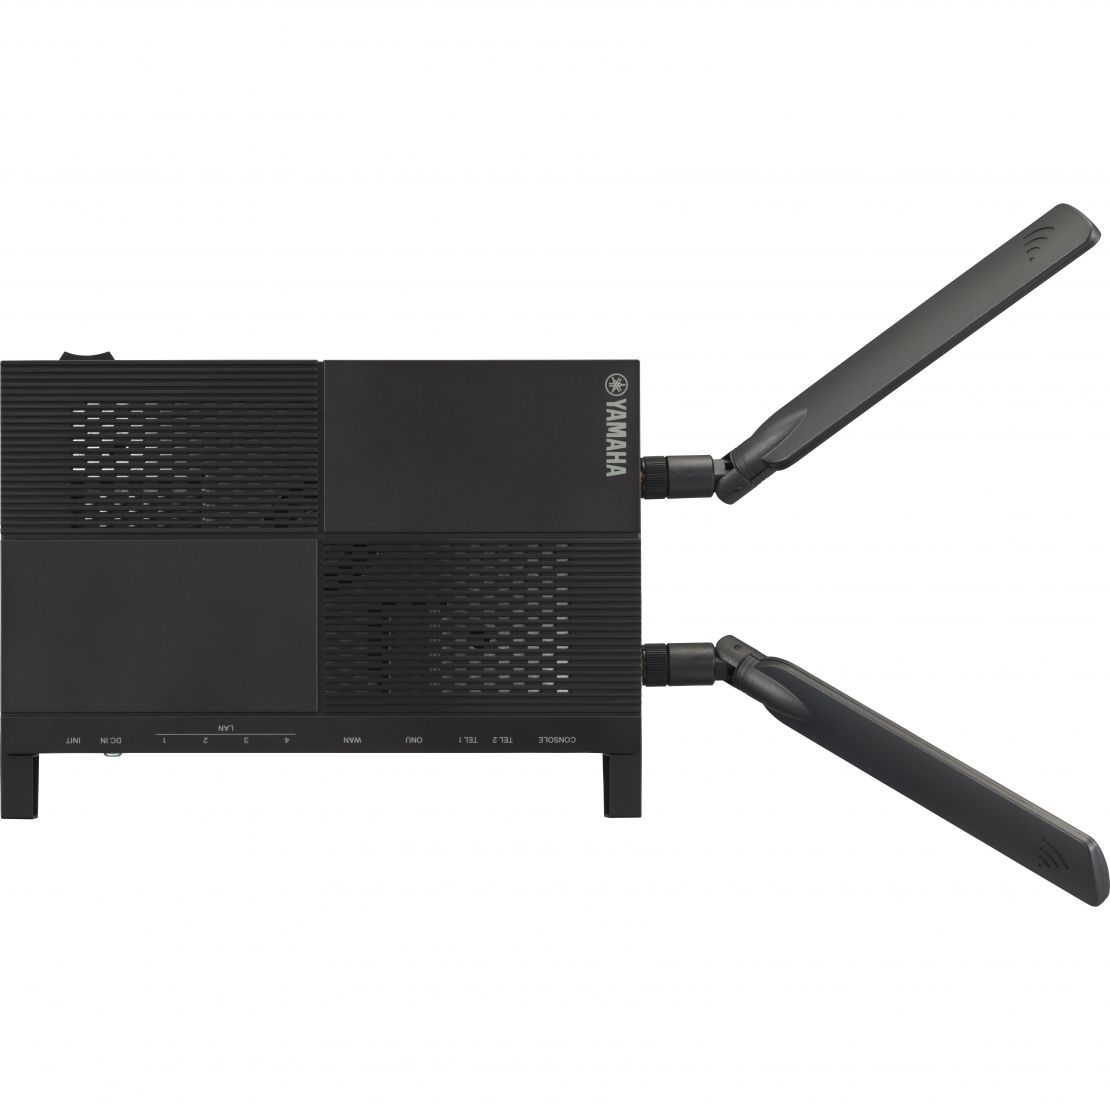 YAMAHA
LAN
INIT DC IN 1 2 3 4 WAN ONU TEL 1 TEL 2 CONSOLE